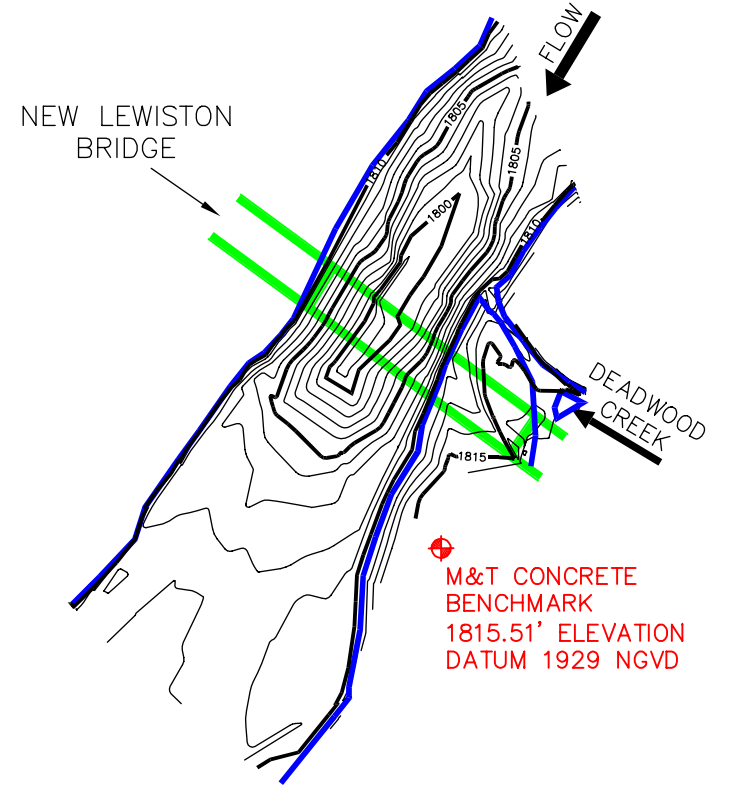 FLOW
NEW LEWISTON
BRIDGE
1805
1805
1810
1800
1810
DEADWOOD
CREEK
1815
M&T CONCRETE
BENCHMARK
1815.51' ELEVATION
DATUM 1929 NGVD